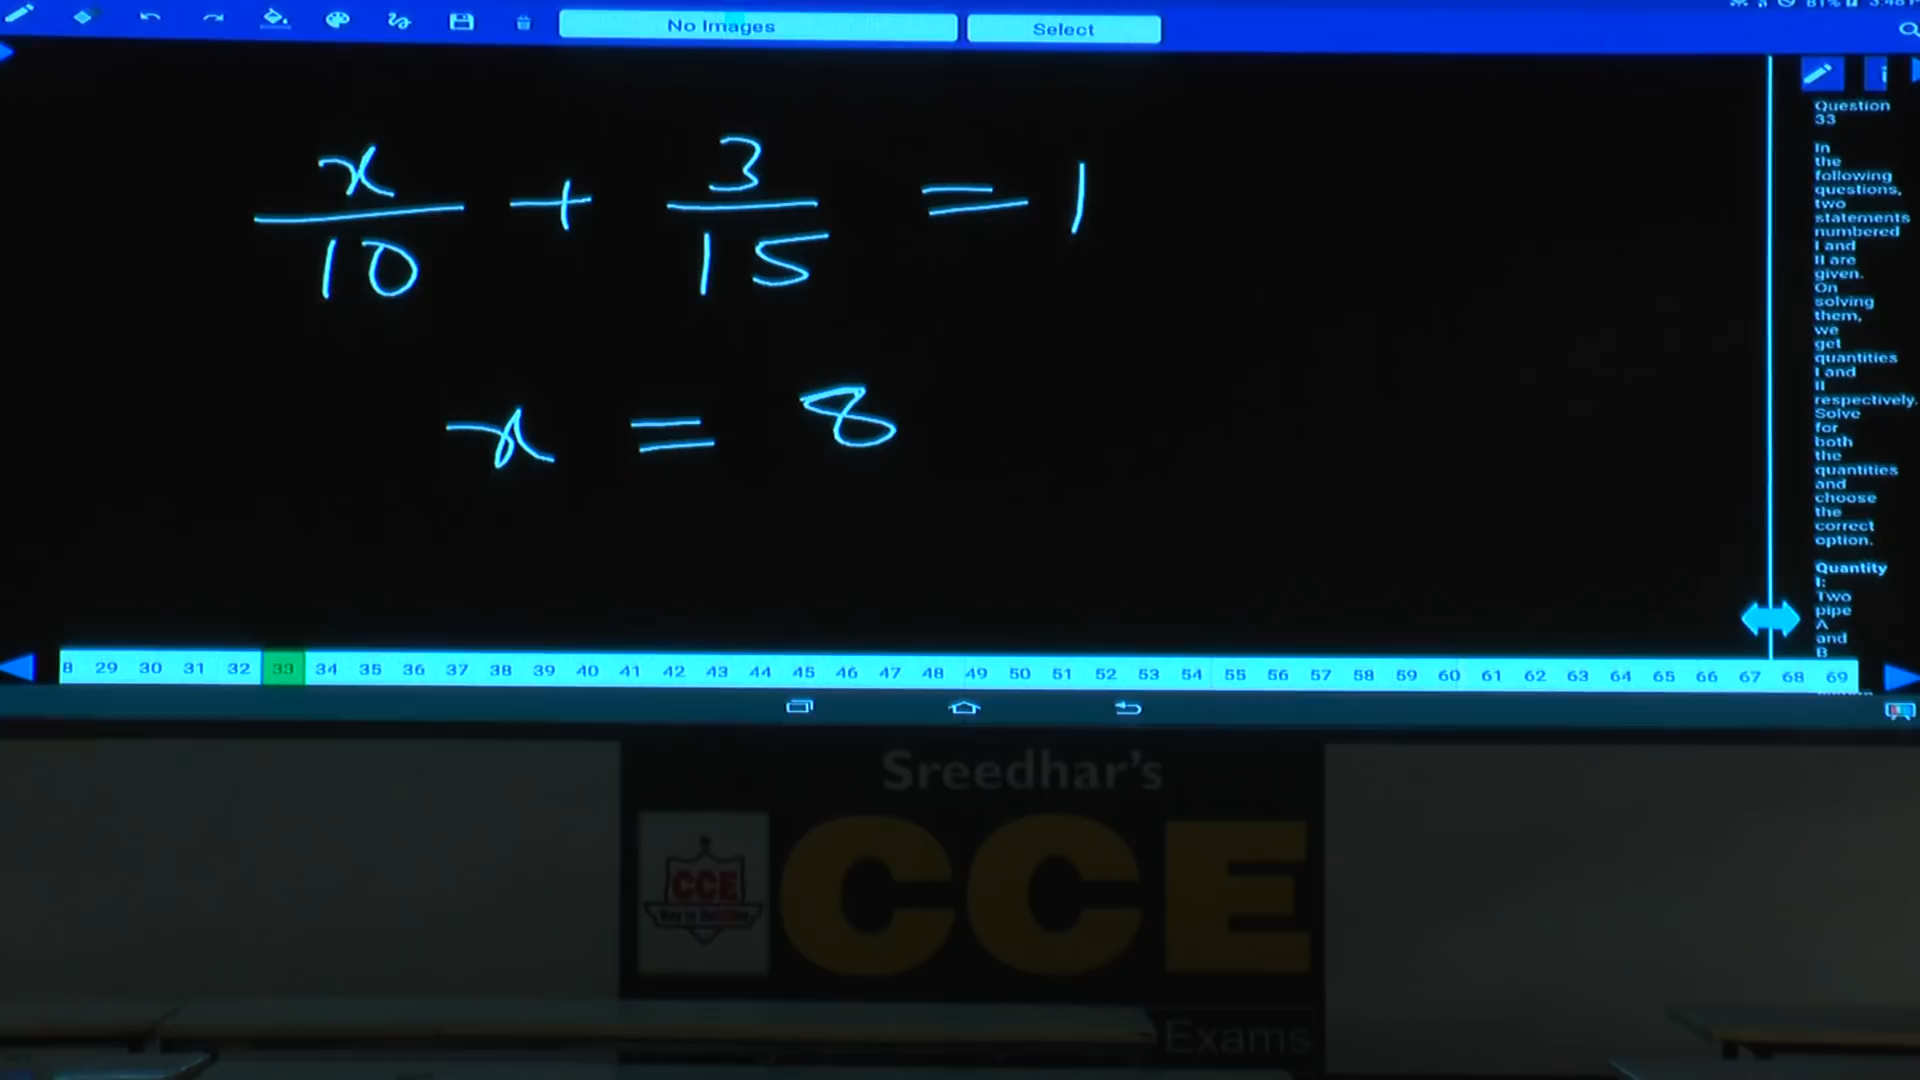 81% 3:48
No Images Select
x/10 + 3/15 = 1
x = 8
Question
33
In
the
following
questions,
two
statements
numbered
I and
II are
given.
On
solving
them,
we
get
quantities
I and
II
respectively.
Solve
for
both
the
quantities
and
choose
the
correct
option.
Quantity
I:
Two
pipe
A
and
B
8 29 30 31 32 33 34 35 36 37 38 39 40 41 42 43 44 45 46 47 48 49 50 51 52 53 54 55 56 57 58 59 60 61 62 63 64 65 66 67 68 69
Sreedhar's
CCE
CCE
Exams